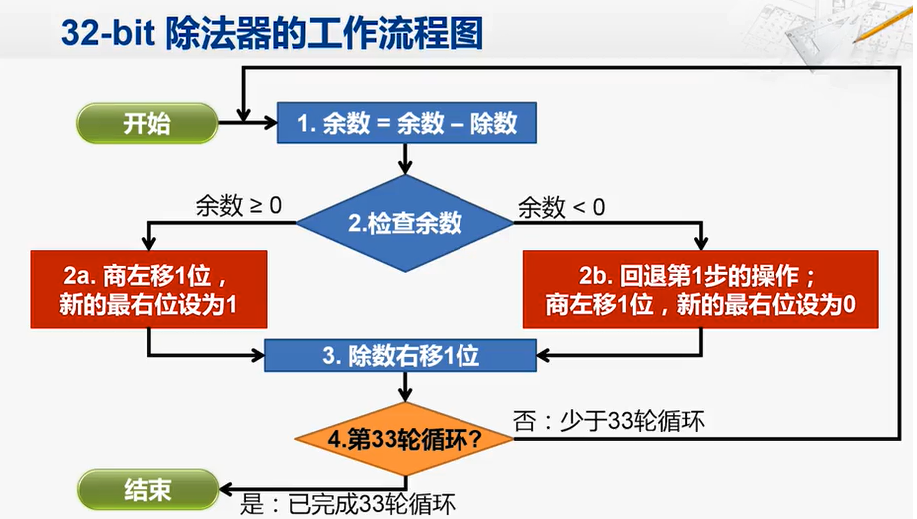 32-bit 除法器的工作流程图
开始
1. 余数 = 余数 – 除数
2.检查余数
余数 ≥ 0
余数 < 0
2a. 商左移1位，
新的最右位设为1
2b. 回退第1步的操作；
商左移1位，新的最右位设为0
3. 除数右移1位
4.第33轮循环?
否：少于33轮循环
结束
是：已完成33轮循环